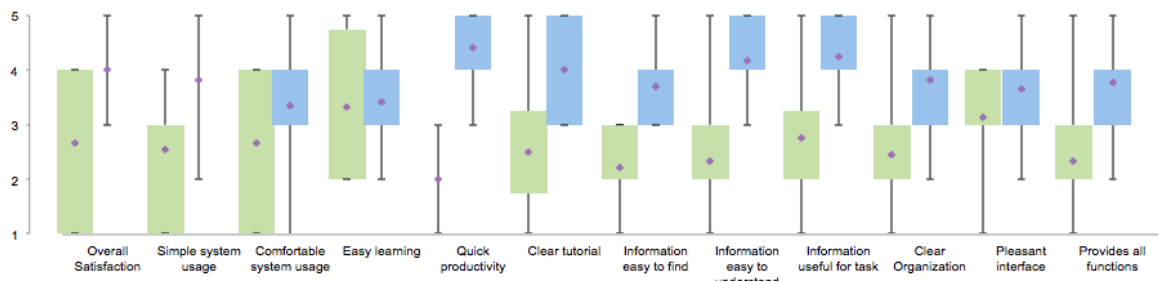 5
4
3
2
1
Overall
Satisfaction
Simple system
usage
Comfortable
system usage
Easy learning
Quick
productivity
Clear tutorial
Information
easy to find
Information
easy to
understand
Information
useful for task
Clear
Organization
Pleasant
interface
Provides all
functions